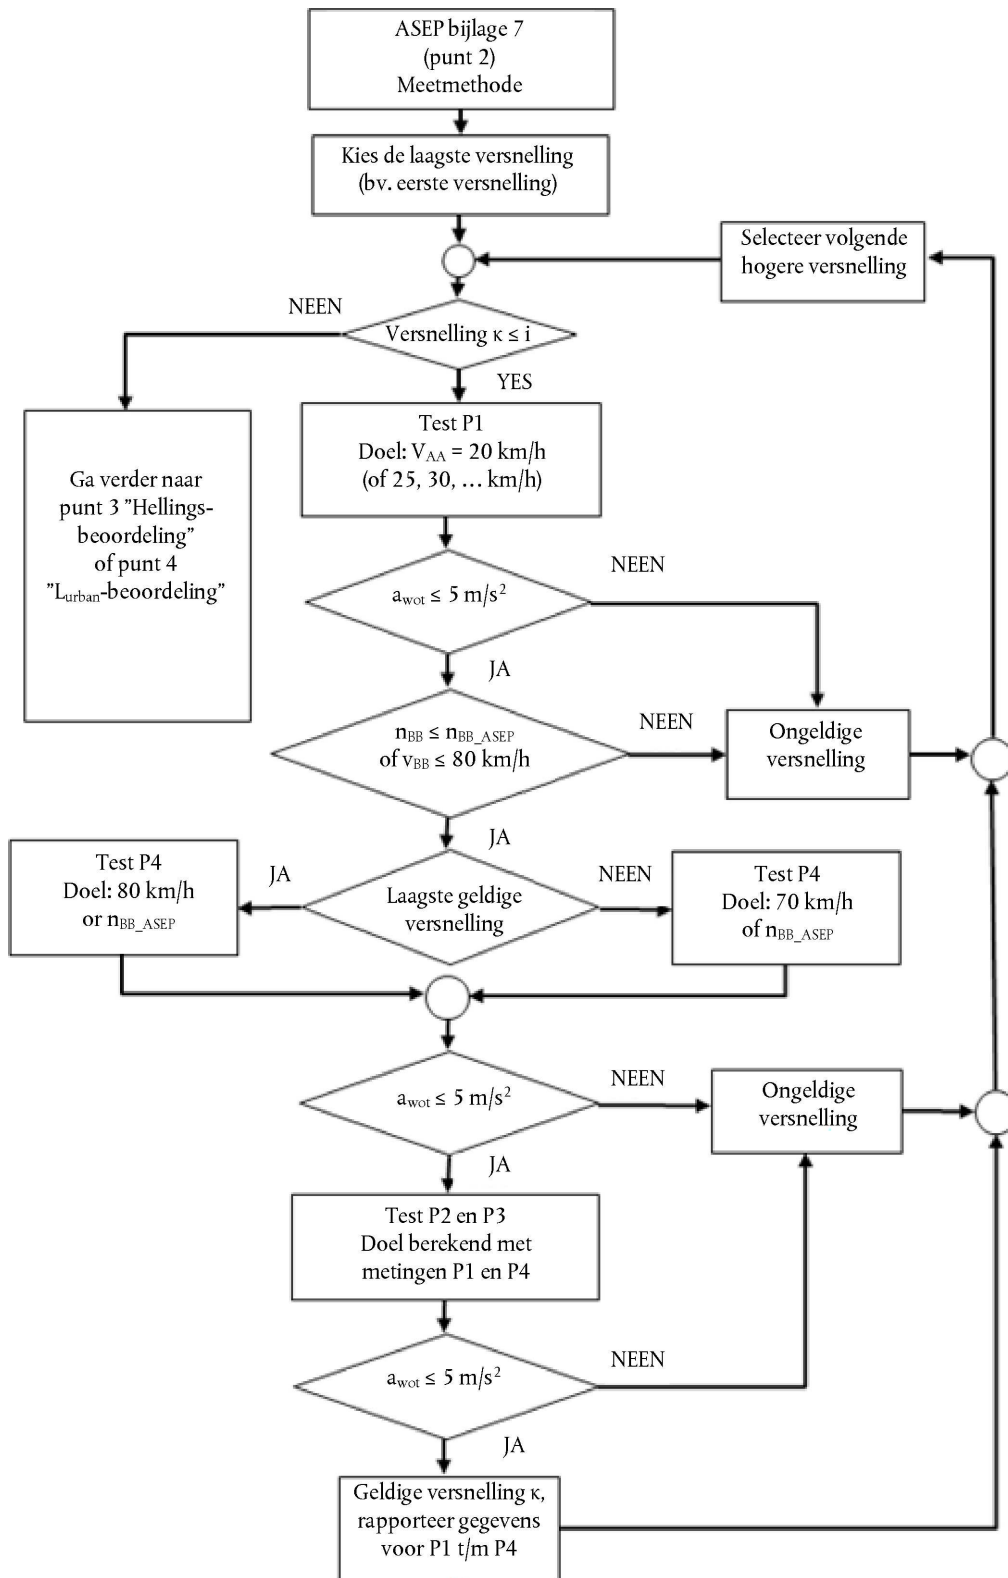 ASEP bijlage 7
(punt 2)
Meetmethode
Kies de laagste versnelling
(bv. eerste versnelling)
Selecteer volgende
hogere versnelling
NEEN
Versnelling κ ≤ i
YES
Ga verder naar
punt 3 "Hellings-
beoordeling"
of punt 4
"Lurban-beoordeling"
Test P1
Doel: VAA = 20 km/h
(of 25, 30, … km/h)
NEEN
awot ≤ 5 m/s²
JA
nBB ≤ nBB_ASEP
of vBB ≤ 80 km/h
NEEN
Ongeldige
versnelling
JA
Test P4
Doel: 80 km/h
or nBB_ASEP
JA
Laagste geldige
versnelling
NEEN
Test P4
Doel: 70 km/h
of nBB_ASEP
awot ≤ 5 m/s²
NEEN
Ongeldige
versnelling
JA
Test P2 en P3
Doel berekend met
metingen P1 en P4
awot ≤ 5 m/s²
NEEN
JA
Geldige versnelling κ,
rapporteer gegevens
voor P1 t/m P4